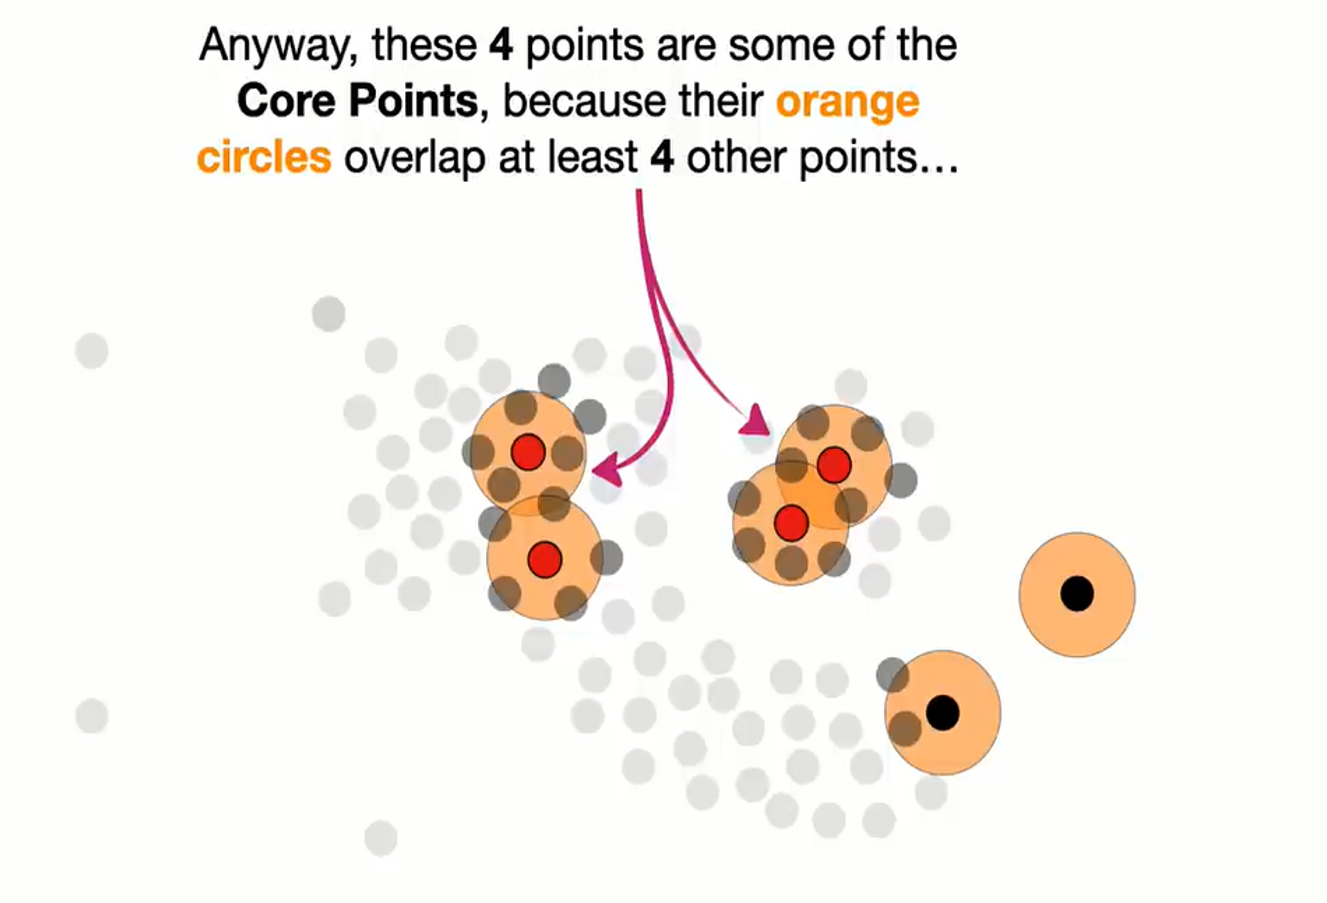 Anyway, these 4 points are some of the
Core Points, because their orange
circles overlap at least 4 other points…